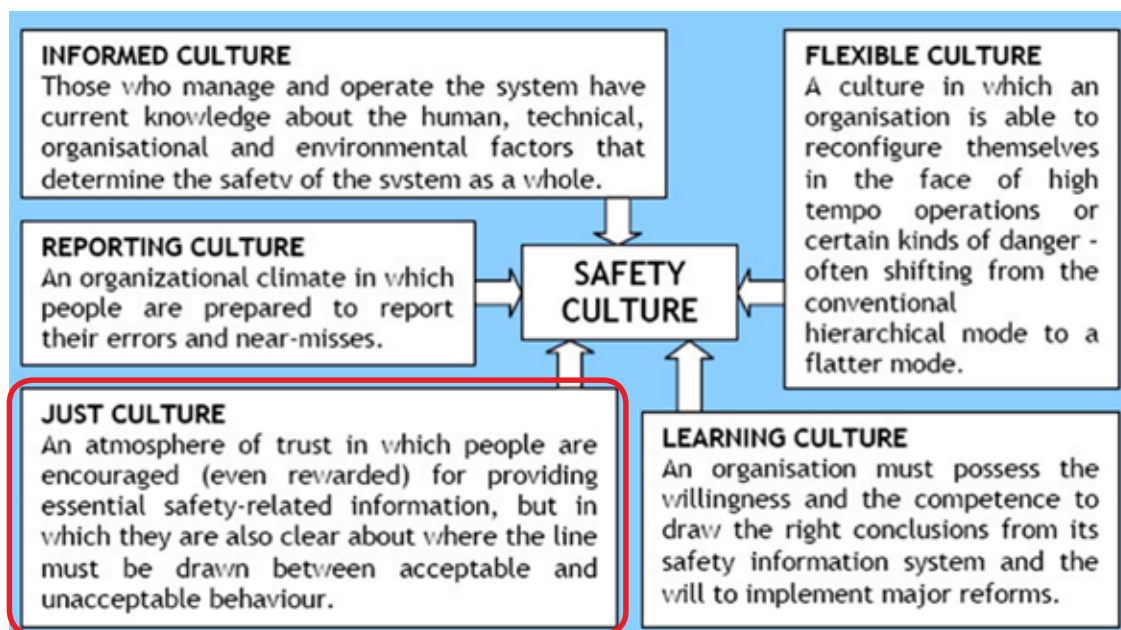 INFORMED CULTURE
Those who manage and operate the system have
current knowledge about the human, technical,
organisational and environmental factors that
determine the safety of the system as a whole.
REPORTING CULTURE
An organizational climate in which
people are prepared to report
their errors and near-misses.
JUST CULTURE
An atmosphere of trust in which people are
encouraged (even rewarded) for providing
essential safety-related information, but in
which they are also clear about where the line
must be drawn between acceptable and
unacceptable behaviour.
SAFETY
CULTURE
FLEXIBLE CULTURE
A culture in which an
organisation is able to
reconfigure themselves
in the face of high
tempo operations or
certain kinds of danger -
often shifting from the
conventional
hierarchical mode to a
flatter mode.
LEARNING CULTURE
An organisation must possess the
willingness and the competence to
draw the right conclusions from its
safety information system and the
will to implement major reforms.